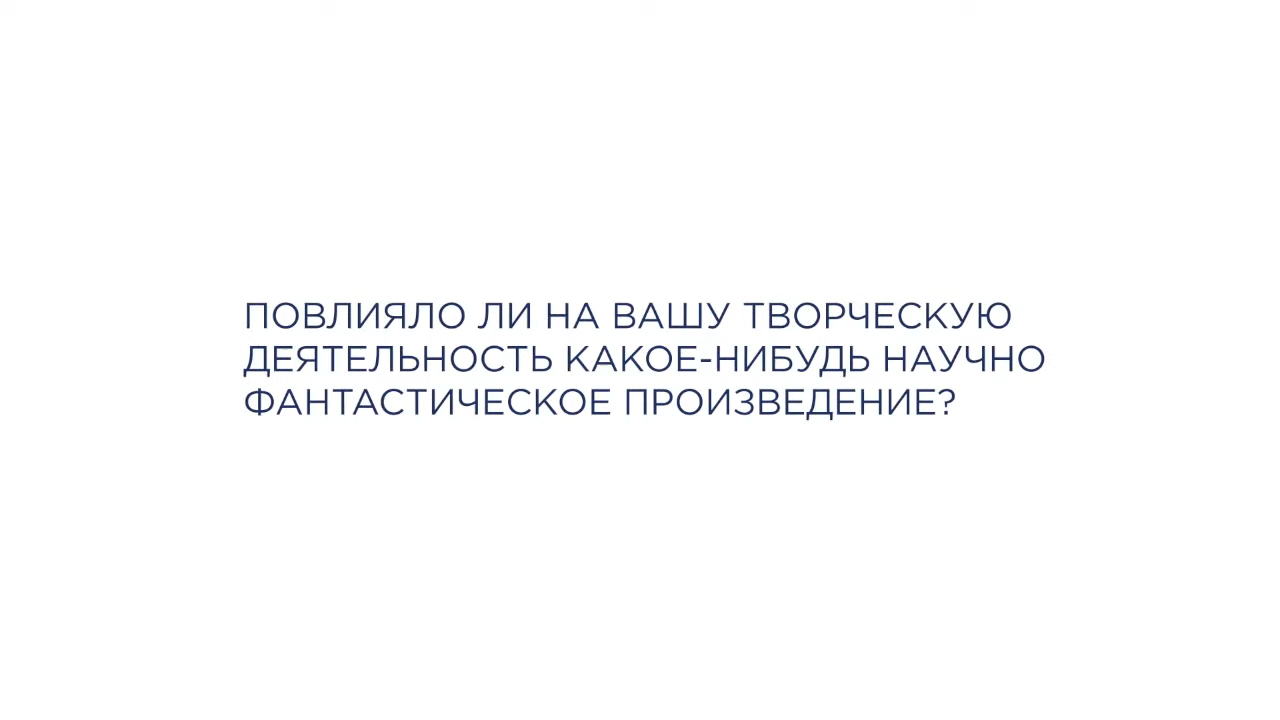 ПОВЛИЯЛО ЛИ НА ВАШУ ТВОРЧЕСКУЮ
ДЕЯТЕЛЬНОСТЬ КАКОЕ-НИБУДЬ НАУЧНО
ФАНТАСТИЧЕСКОЕ ПРОИЗВЕДЕНИЕ?